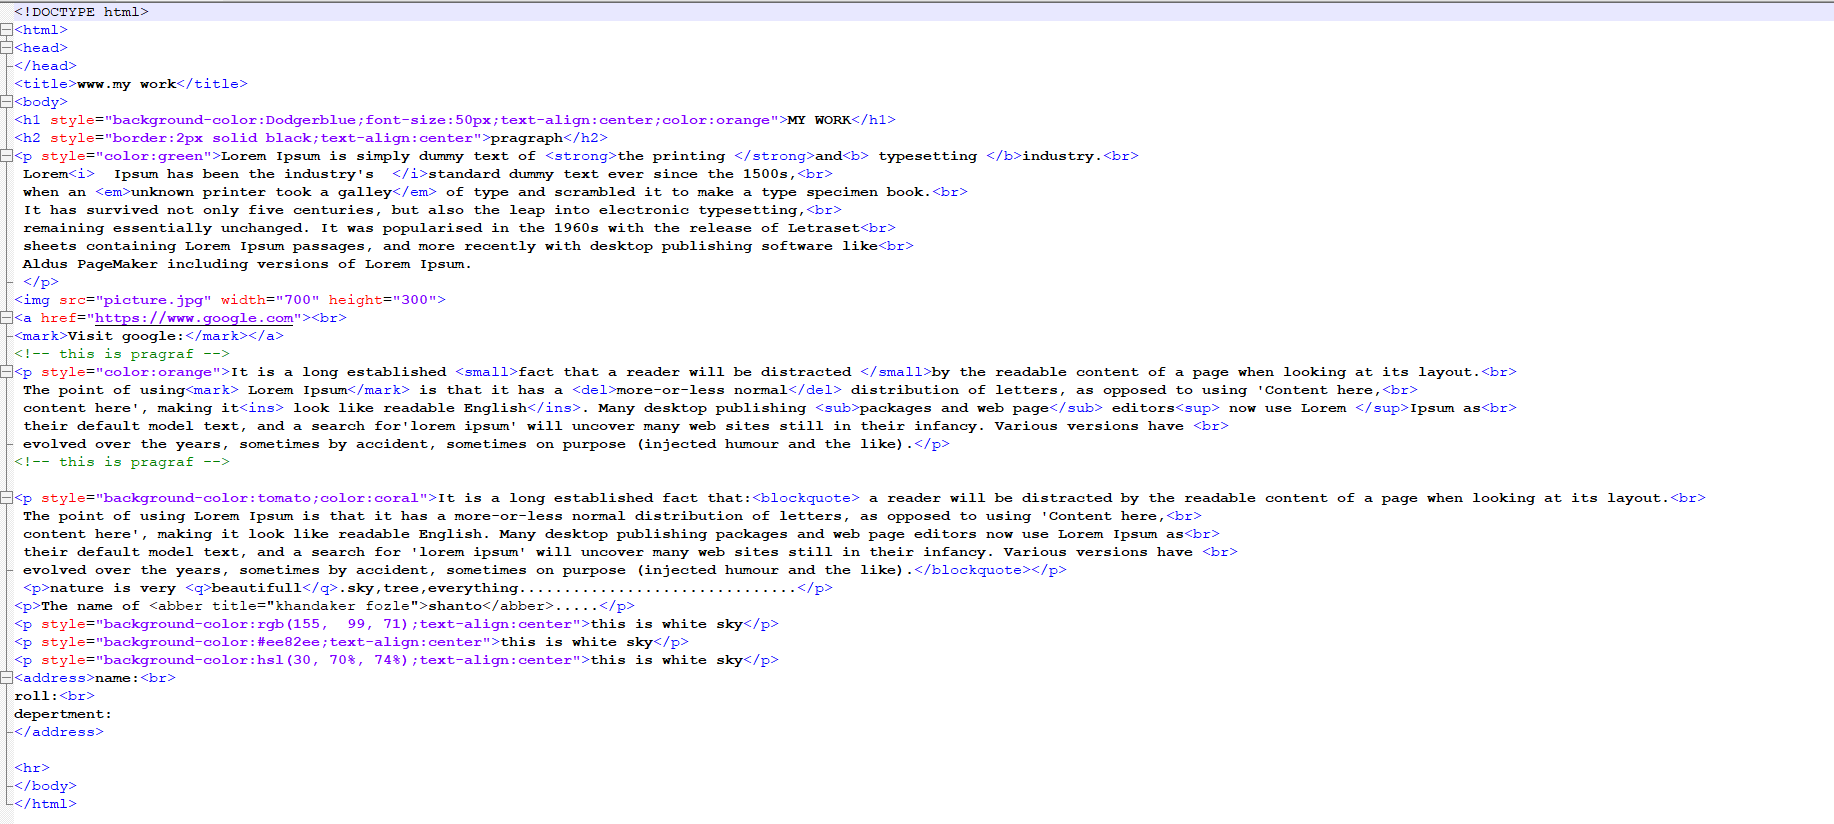 <!DOCTYPE html>
<html>
<head>
</head>
<title>www.my work</title>
<body>
<h1 style="background-color:Dodgerblue;font-size:50px;text-align:center;color:orange">MY WORK</h1>
<h2 style="border:2px solid black;text-align:center">pragraph</h2>
<p style="color:green">Lorem Ipsum is simply dummy text of <strong>the printing </strong>and<b> typesetting </b>industry.<br>
 Lorem<i>  Ipsum has been the industry's  </i>standard dummy text ever since the 1500s,<br>
 when an <em>unknown printer took a galley</em> of type and scrambled it to make a type specimen book.<br>
 It has survived not only five centuries, but also the leap into electronic typesetting,<br>
 remaining essentially unchanged. It was popularised in the 1960s with the release of Letraset<br>
 sheets containing Lorem Ipsum passages, and more recently with desktop publishing software like<br>
 Aldus PageMaker including versions of Lorem Ipsum.
 </p>
<img src="picture.jpg" width="700" height="300">
<a href="https://www.google.com"><br>
<mark>Visit google:</mark></a>
<!-- this is pragraf -->
<p style="color:orange">It is a long established <small>fact that a reader will be distracted </small>by the readable content of a page when looking at its layout.<br>
 The point of using<mark> Lorem Ipsum</mark> is that it has a <del>more-or-less normal</del> distribution of letters, as opposed to using 'Content here,<br>
 content here', making it<ins> look like readable English</ins>. Many desktop publishing <sub>packages and web page</sub> editors<sup> now use Lorem </sup>Ipsum as<br>
 their default model text, and a search for'lorem ipsum' will uncover many web sites still in their infancy. Various versions have <br>
 evolved over the years, sometimes by accident, sometimes on purpose (injected humour and the like).</p>
<!-- this is pragraf -->
<p style="background-color:tomato;color:coral">It is a long established fact that:<blockquote> a reader will be distracted by the readable content of a page when looking at its layout.<br>
 The point of using Lorem Ipsum is that it has a more-or-less normal distribution of letters, as opposed to using 'Content here,<br>
 content here', making it look like readable English. Many desktop publishing packages and web page editors now use Lorem Ipsum as<br>
 their default model text, and a search for 'lorem ipsum' will uncover many web sites still in their infancy. Various versions have <br>
 evolved over the years, sometimes by accident, sometimes on purpose (injected humour and the like).</blockquote></p>
 <p>nature is very <q>beautifull</q>.sky,tree,everything...............................</p>
<p>The name of <abber title="khandaker fozle">shanto</abber>.....</p>
<p style="background-color:rgb(155,  99, 71);text-align:center">this is white sky</p>
<p style="background-color:#ee82ee;text-align:center">this is white sky</p>
<p style="background-color:hsl(30, 70%, 74%);text-align:center">this is white sky</p>
<address>name:<br>
roll:<br>
depertment:
</address>
<hr>
</body>
</html>